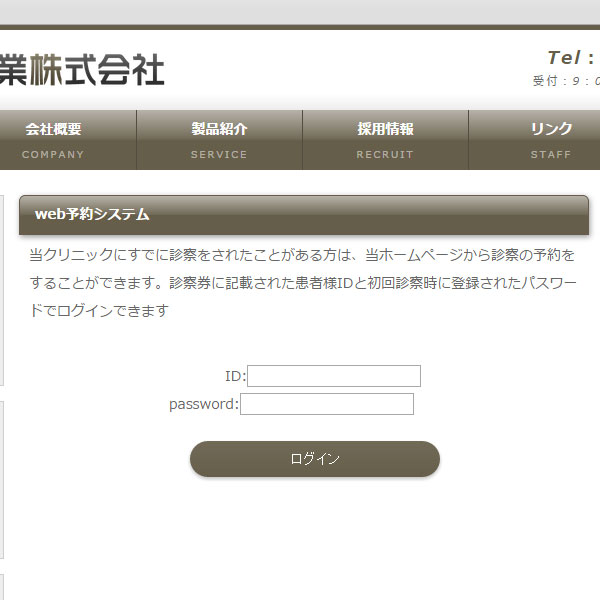 業株式会社
Tel :
受付 : 9 : 0
会社概要
COMPANY
製品紹介
SERVICE
採用情報
RECRUIT
リンク
STAFF
web予約システム
当クリニックにすでに診察をされたことがある方は、当ホームページから診察の予約を
することができます。診察券に記載された患者様IDと初回診察時に登録されたパスワー
ドでログインできます
ID:
password:
ログイン